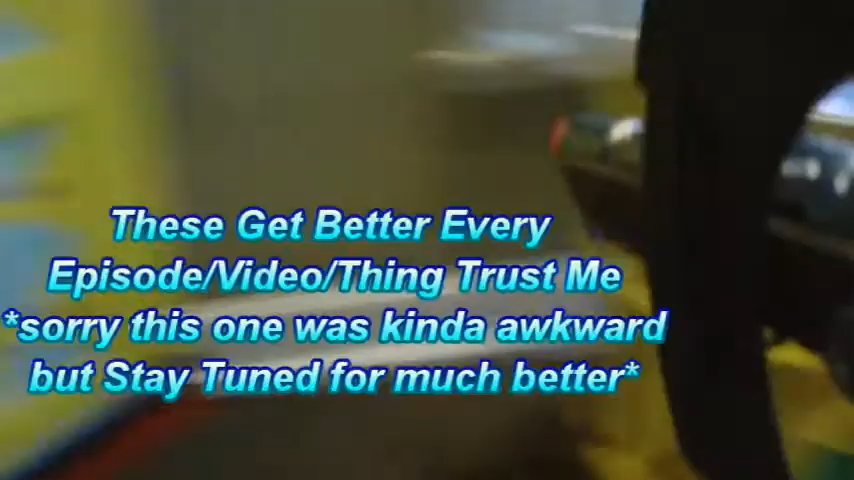 These Get Better Every
Episode/Video/Thing Trust Me
*sorry this one was kinda awkward
but Stay Tuned for much better*